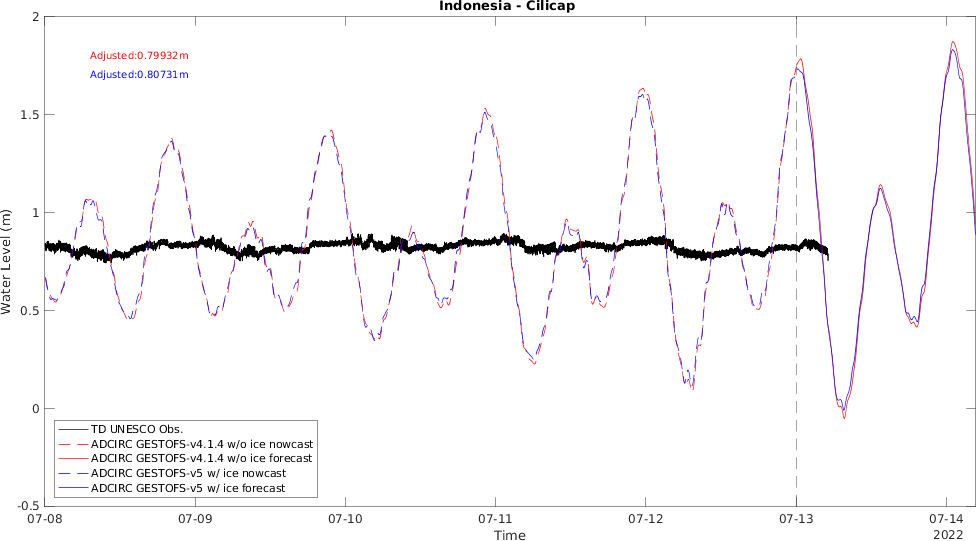 Indonesia - Cilicap
Adjusted:0.79932m
Adjusted:0.80731m
Water Level (m)
2
1.5
1
0.5
0
-0.5
TD UNESCO Obs.
ADCIRC GESTOFS-v4.1.4 w/o ice nowcast
ADCIRC GESTOFS-v4.1.4 w/o ice forecast
ADCIRC GESTOFS-v5 w/ ice nowcast
ADCIRC GESTOFS-v5 w/ ice forecast
07-08 07-09 07-10 07-11 07-12 07-13 07-14
Time
2022